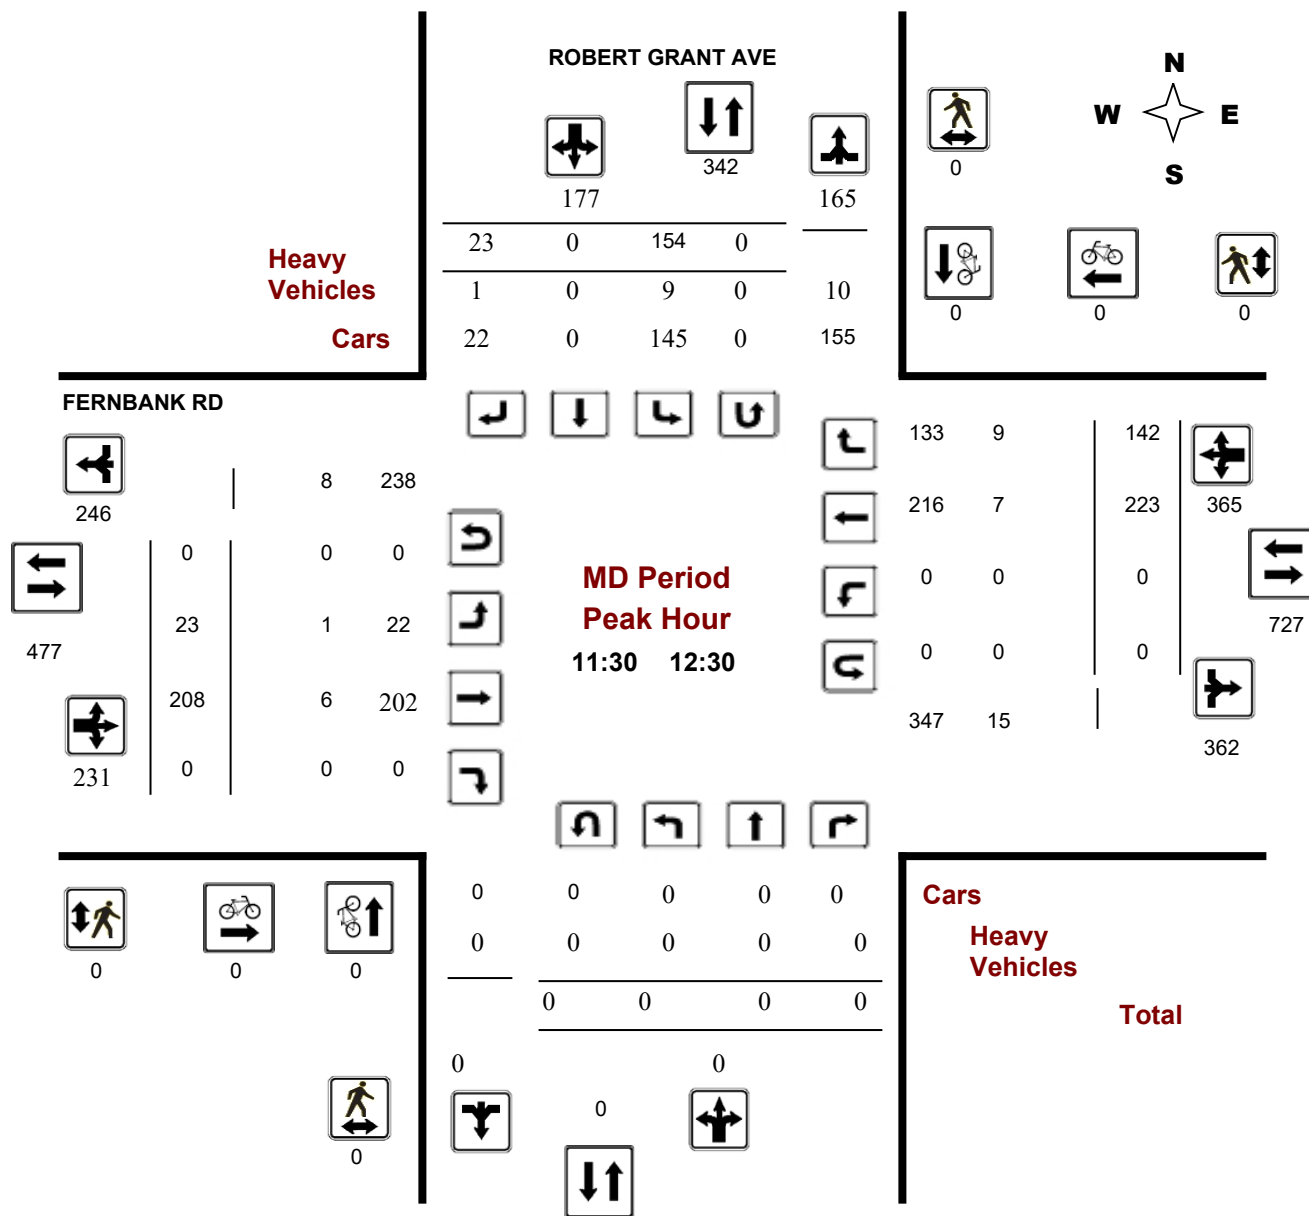 ROBERT GRANT AVE
N
W E
S
342
0
177 165
23 0 154 0
Heavy
Vehicles
1 0 9 0 10
0 0 0
Cars
22 0 145 0 155
FERNBANK RD
133 9 142
246
8 238
216 7 223 365
0 0 0
MD Period
Peak Hour
11:30 12:30
0 0 0
477
23 1 22
727
0 0 0
208 6 202
347 15
362
231
0 0 0
0 0 0 0 0
Cars
0 0 0 0 0
Heavy
Vehicles
0 0 0
0 0 0 0
Total
0 0
0
0